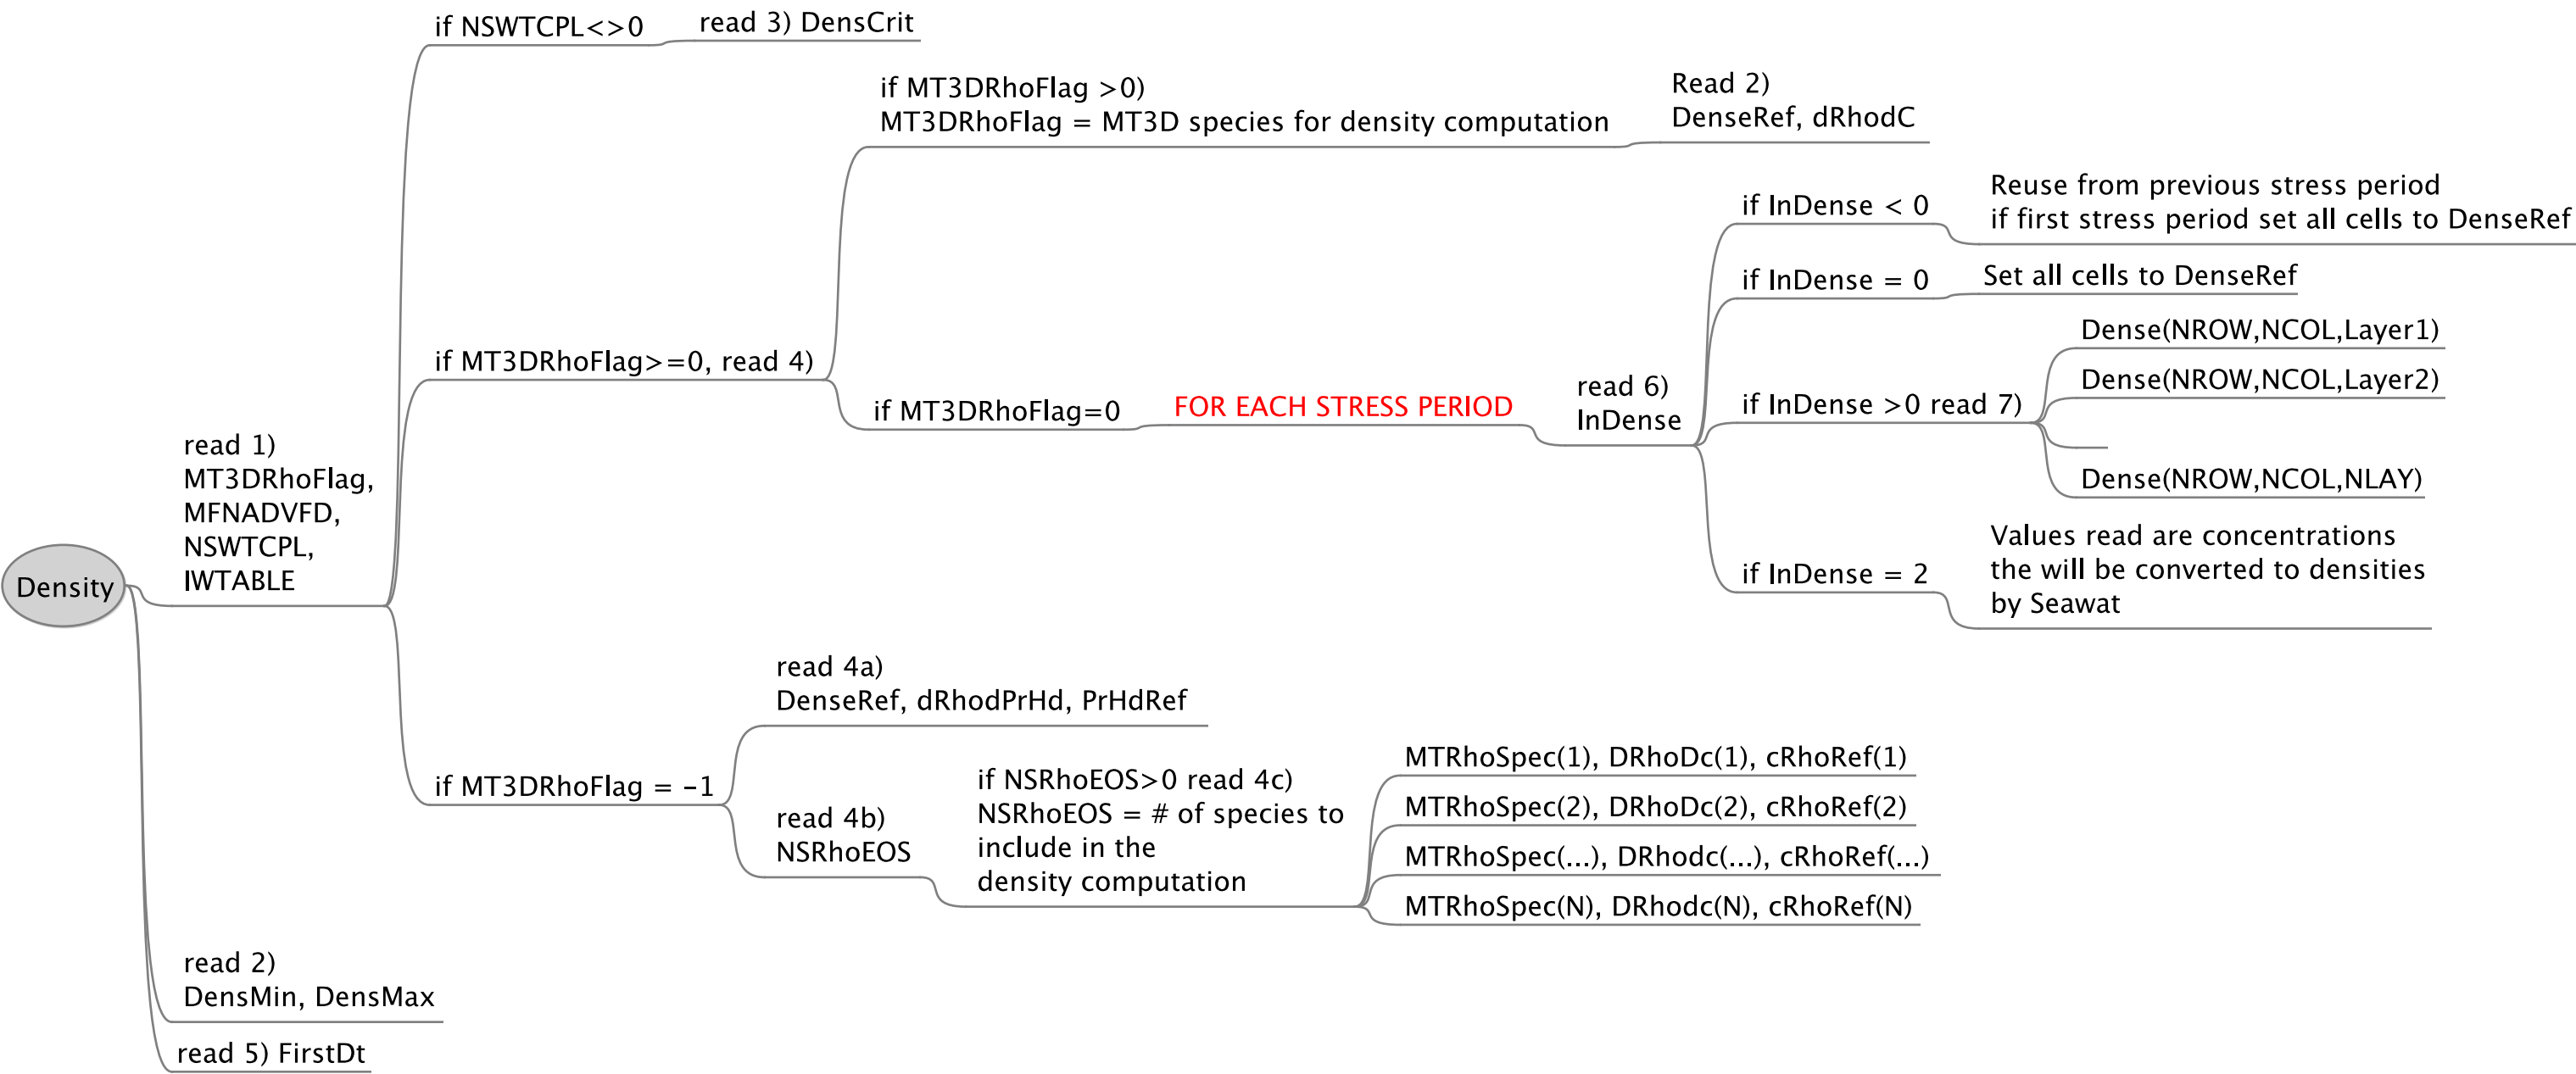 Density
read 1)
MT3DRhoFlag,
MFNADVFD,
NSWTCPL,
IWTABLE
if NSWTCPL<>0
read 3) DensCrit
if MT3DRhoFlag>=0, read 4)
if MT3DRhoFlag >0)
MT3DRhoFlag = MT3D species for density computation
Read 2)
DenseRef, dRhodC
if MT3DRhoFlag=0
FOR EACH STRESS PERIOD
read 6)
InDense
if InDense < 0
Reuse from previous stress period
if first stress period set all cells to DenseRef
if InDense = 0
Set all cells to DenseRef
if InDense >0 read 7)
Dense(NROW,NCOL,Layer1)
Dense(NROW,NCOL,Layer2)
Dense(NROW,NCOL,NLAY)
if InDense = 2
Values read are concentrations
the will be converted to densities
by Seawat
if MT3DRhoFlag = -1
read 4a)
DenseRef, dRhodPrHd, PrHdRef
read 4b)
NSRhoEOS
if NSRhoEOS>0 read 4c)
NSRhoEOS = # of species to
include in the
density computation
MTRhoSpec(1), DRhoDc(1), cRhoRef(1)
MTRhoSpec(2), DRhoDc(2), cRhoRef(2)
MTRhoSpec(...), DRhodc(...), cRhoRef(...)
MTRhoSpec(N), DRhodc(N), cRhoRef(N)
read 2)
DensMin, DensMax
read 5) FirstDt